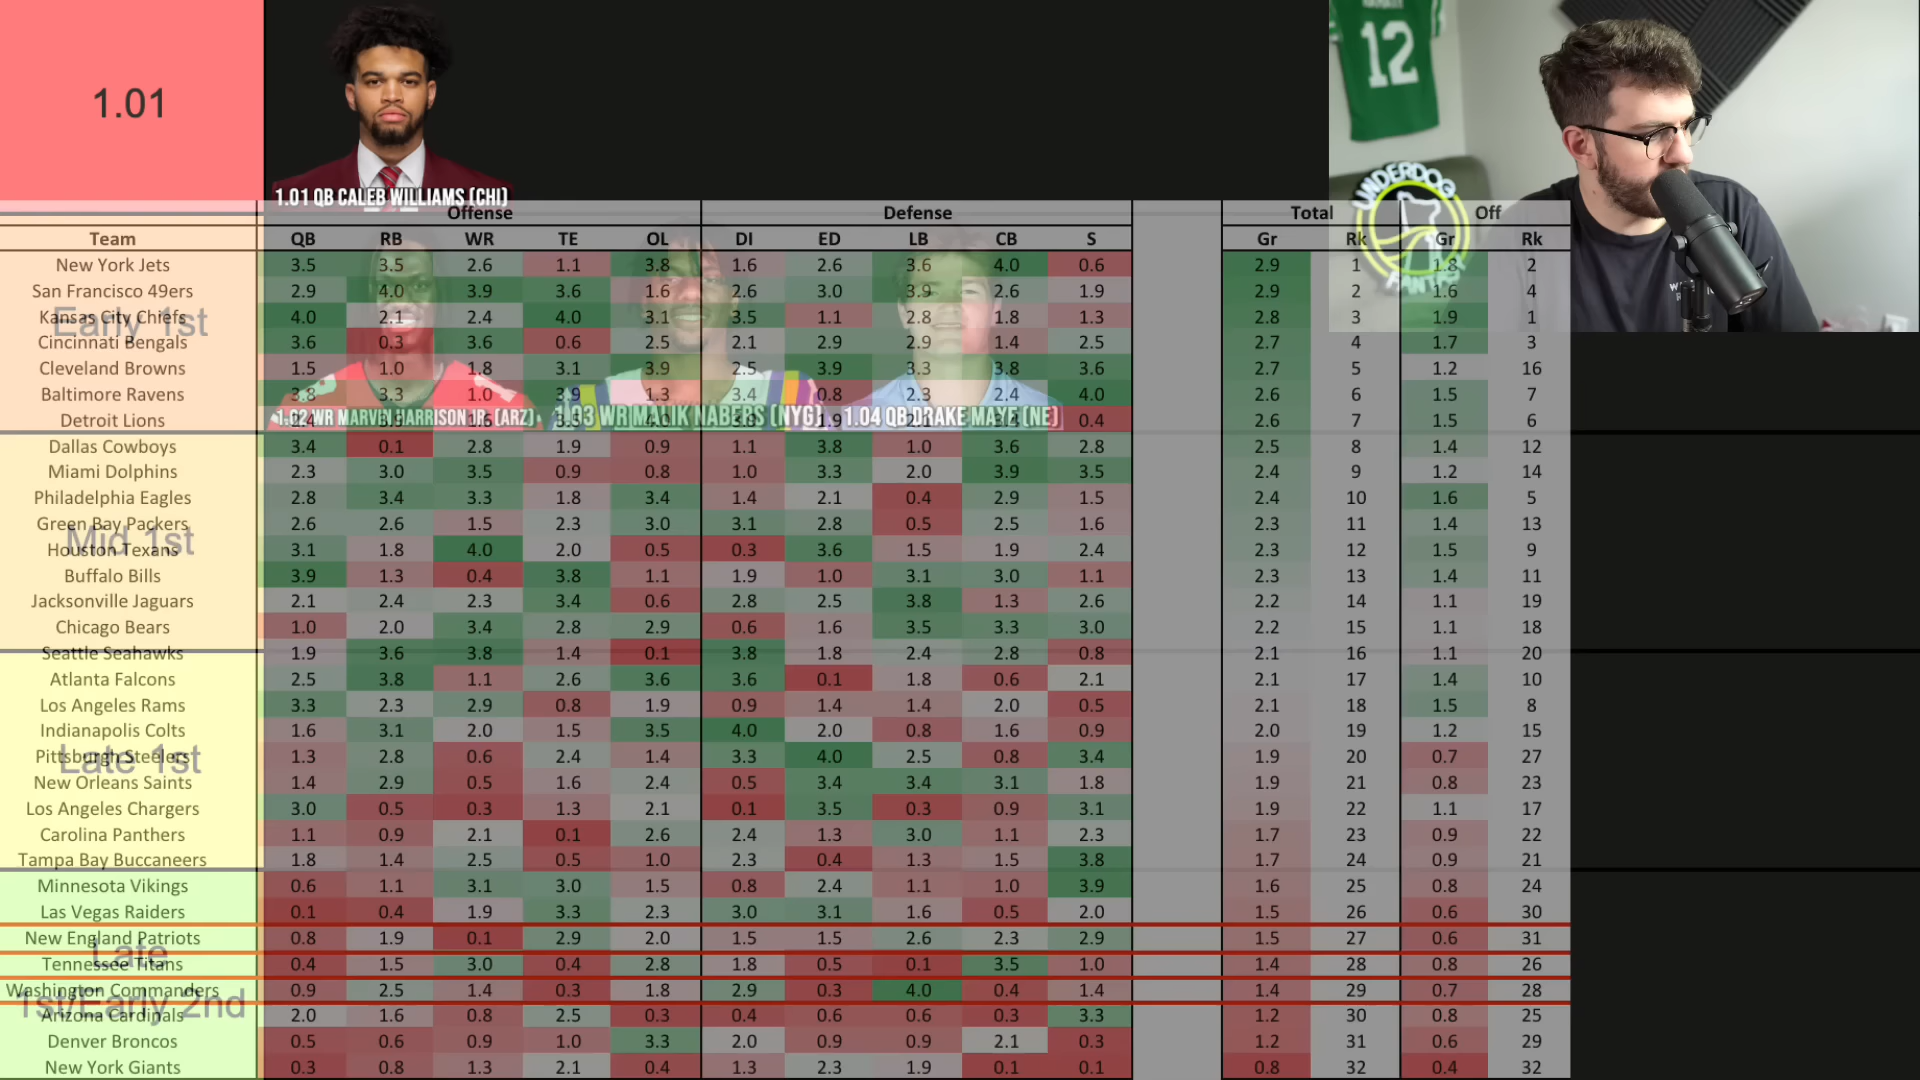 1.01
12
1.01 QB CALEB WILLIAMS (CHI)
UNDERDOG
FANTASY
Offense Defense Total Off
Team QB RB WR TE OL DI ED LB CB S Gr Rk Gr Rk
New York Jets 3.5 3.5 2.6 1.1 3.8 1.6 2.6 3.6 4.0 0.6 2.9 1 1.8 2
San Francisco 49ers 2.9 4.0 3.9 3.6 1.6 2.6 3.0 3.9 2.6 1.9 2.9 2 1.6 4
Early 1st
Kansas City Chiefs 4.0 2.1 2.4 4.0 3.1 3.5 1.1 2.8 1.8 1.3 2.8 3 1.9 1
Cincinnati Bengals 3.6 0.3 3.6 0.6 2.5 2.1 2.9 2.9 1.4 2.5 2.7 4 1.7 3
Cleveland Browns 1.5 1.0 1.8 3.1 3.9 2.5 3.9 3.3 3.8 3.6 2.7 5 1.2 16
Baltimore Ravens 3.8 3.3 1.0 3.9 1.3 3.4 0.8 2.3 2.4 4.0 2.6 6 1.5 7
1.02 WR MARVIN HARRISON JR. (ARZ) 1.03 WR MALIK NABERS (NYG) 1.04 QB DRAKE MAYE (NE)
Detroit Lions 1.9 0.4 2.6 7 1.5 6
Dallas Cowboys 3.4 0.1 2.8 1.9 0.9 1.1 3.8 1.0 3.6 2.8 2.5 8 1.4 12
Miami Dolphins 2.3 3.0 3.5 0.9 0.8 1.0 3.3 2.0 3.9 3.5 2.4 9 1.2 14
Philadelphia Eagles 2.8 3.4 3.3 1.8 3.4 1.4 2.1 0.4 2.9 1.5 2.4 10 1.6 5
Green Bay Packers 2.6 2.6 1.5 2.3 3.0 3.1 2.8 0.5 2.5 1.6 2.3 11 1.4 13
Mid 1st
Houston Texans 3.1 1.8 4.0 2.0 0.5 0.3 3.6 1.5 1.9 2.4 2.3 12 1.5 9
Buffalo Bills 3.9 1.3 0.4 3.8 1.1 1.9 1.0 3.1 3.0 1.1 2.3 13 1.4 11
Jacksonville Jaguars 2.1 2.4 2.3 3.4 0.6 2.8 2.5 3.8 1.3 2.6 2.2 14 1.1 19
Chicago Bears 1.0 2.0 3.4 2.8 2.9 0.6 1.6 3.5 3.3 3.0 2.2 15 1.1 18
Seattle Seahawks 1.9 3.6 3.8 1.4 0.1 3.8 1.8 2.4 2.8 0.8 2.1 16 1.1 20
Atlanta Falcons 2.5 3.8 1.1 2.6 3.6 3.6 0.1 1.8 0.6 2.1 2.1 17 1.4 10
Los Angeles Rams 3.3 2.3 2.9 0.8 1.9 0.9 1.4 1.4 2.0 0.5 2.1 18 1.5 8
Indianapolis Colts 1.6 3.1 2.0 1.5 3.5 4.0 2.0 0.8 1.6 0.9 2.0 19 1.2 15
Late 1st
Pittsburgh Steelers 1.3 2.8 0.6 2.4 1.4 3.3 4.0 2.5 0.8 3.4 1.9 20 0.7 27
New Orleans Saints 1.4 2.9 0.5 1.6 2.4 0.5 3.4 3.4 3.1 1.8 1.9 21 0.8 23
Los Angeles Chargers 3.0 0.5 0.3 1.3 2.1 0.1 3.5 0.3 0.9 3.1 1.9 22 1.1 17
Carolina Panthers 1.1 0.9 2.1 0.1 2.6 2.4 1.3 3.0 1.1 2.3 1.7 23 0.9 22
Tampa Bay Buccaneers 1.8 1.4 2.5 0.5 1.0 2.3 0.4 1.3 1.5 3.8 1.7 24 0.9 21
Minnesota Vikings 0.6 1.1 3.1 3.0 1.5 0.8 2.4 1.1 1.0 3.9 1.6 25 0.8 24
Las Vegas Raiders 0.1 0.4 1.9 3.3 2.3 3.0 3.1 1.6 0.5 2.0 1.5 26 0.6 30
New England Patriots 0.8 1.9 0.1 2.9 2.0 1.5 1.5 2.6 2.3 2.9 1.5 27 0.6 31
Late
Tennessee Titans 0.4 1.5 3.0 0.4 2.8 1.8 0.5 0.1 3.5 1.0 1.4 28 0.8 26
Washington Commanders 0.9 2.5 1.4 0.3 1.8 2.9 0.3 4.0 0.4 1.4 1.4 29 0.7 28
1st/Early 2nd
Arizona Cardinals 2.0 1.6 0.8 2.5 0.3 0.4 0.6 0.6 0.3 3.3 1.2 30 0.8 25
Denver Broncos 0.5 0.6 0.9 1.0 3.3 2.0 0.9 0.9 2.1 0.3 1.2 31 0.6 29
New York Giants 0.3 0.8 1.3 2.1 0.4 1.3 2.3 1.9 0.1 0.1 0.8 32 0.4 32